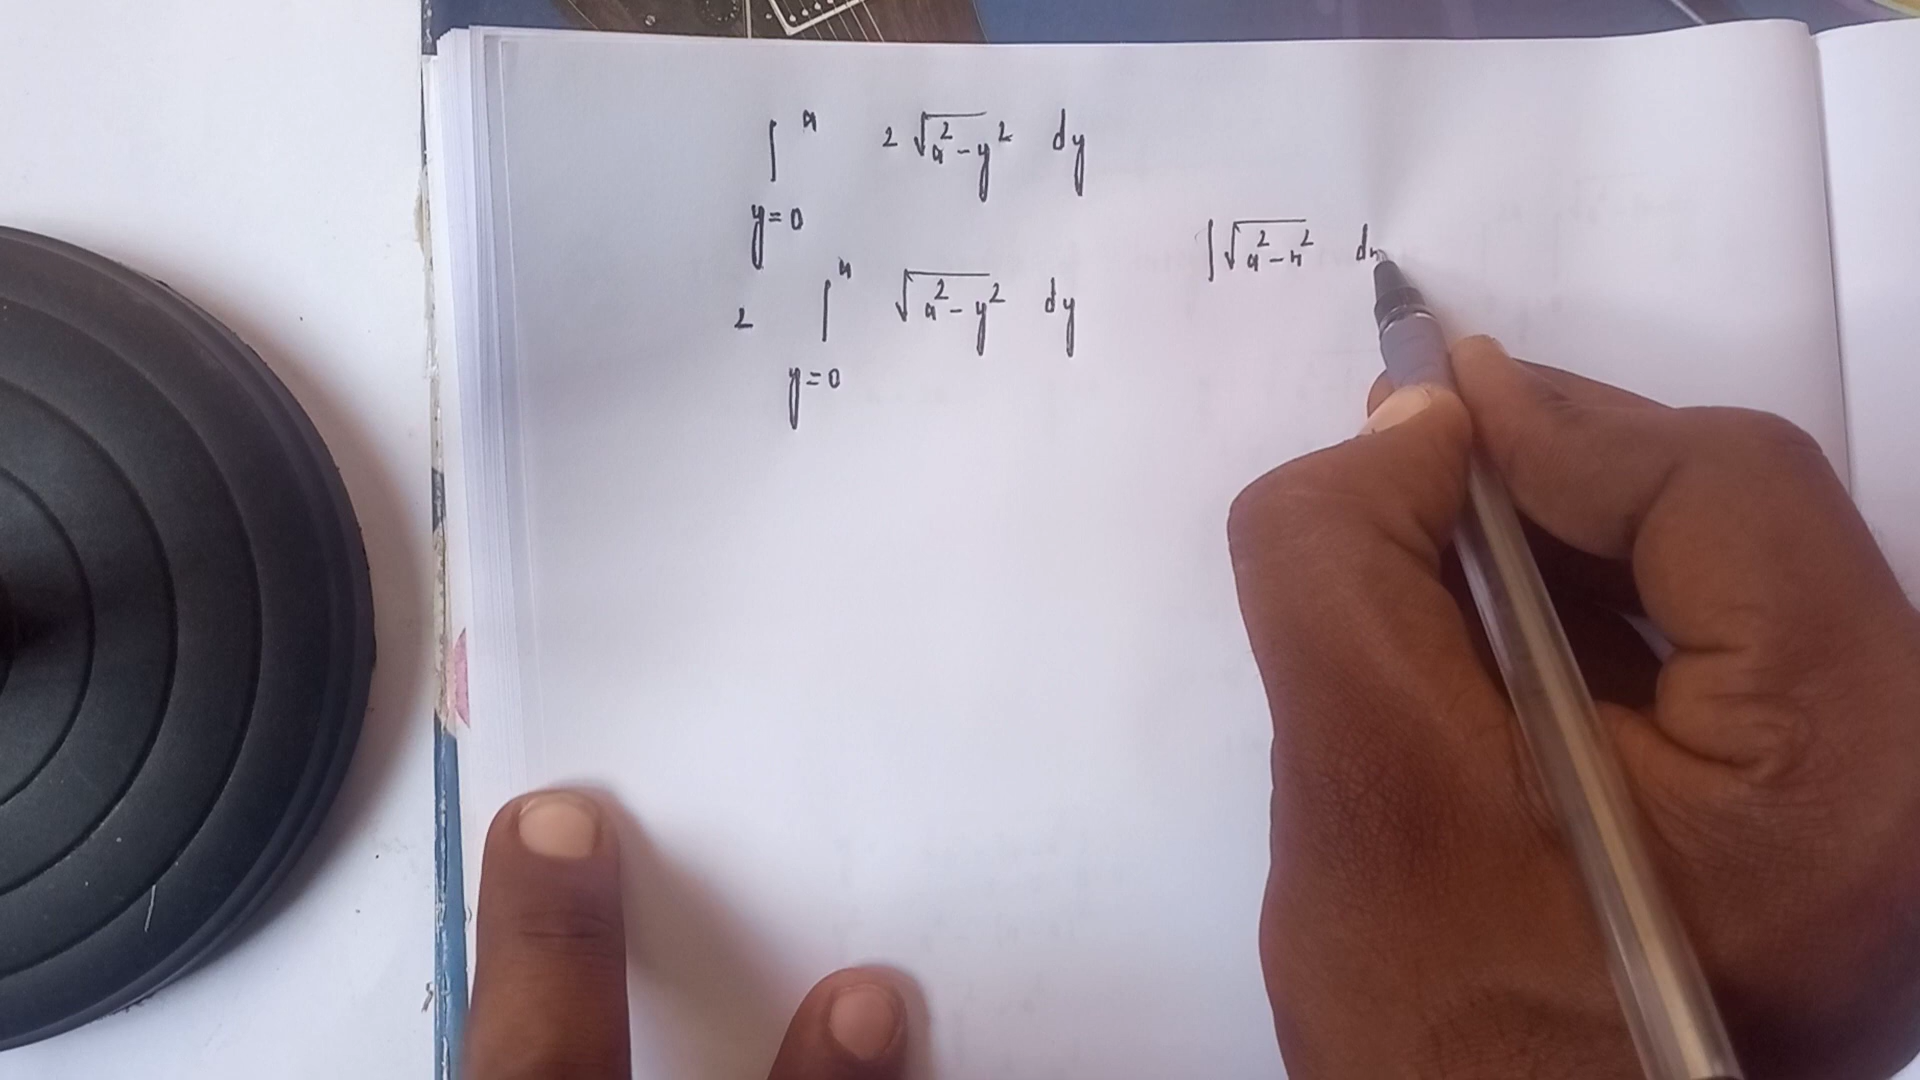 ∫ᵃ 2 √a²-y² dy
y=0
∫√a²-x² dx
2 ∫ᵃ √a²-y² dy
y=0